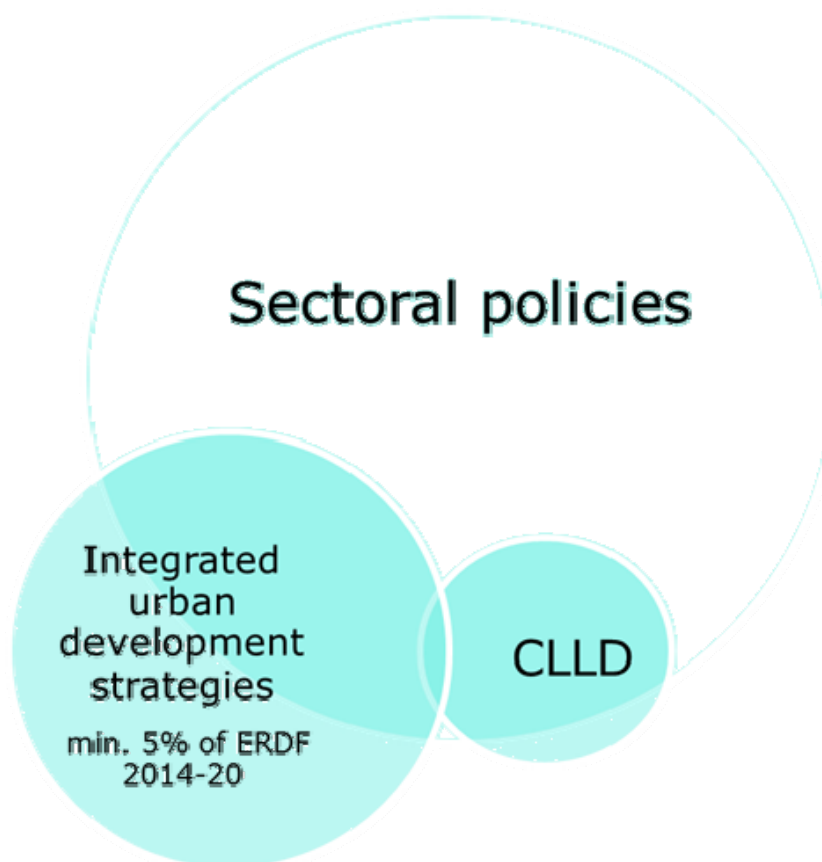 Sectoral policies
Integrated
urban
development
strategies
min. 5% of ERDF
2014-20
CLLD